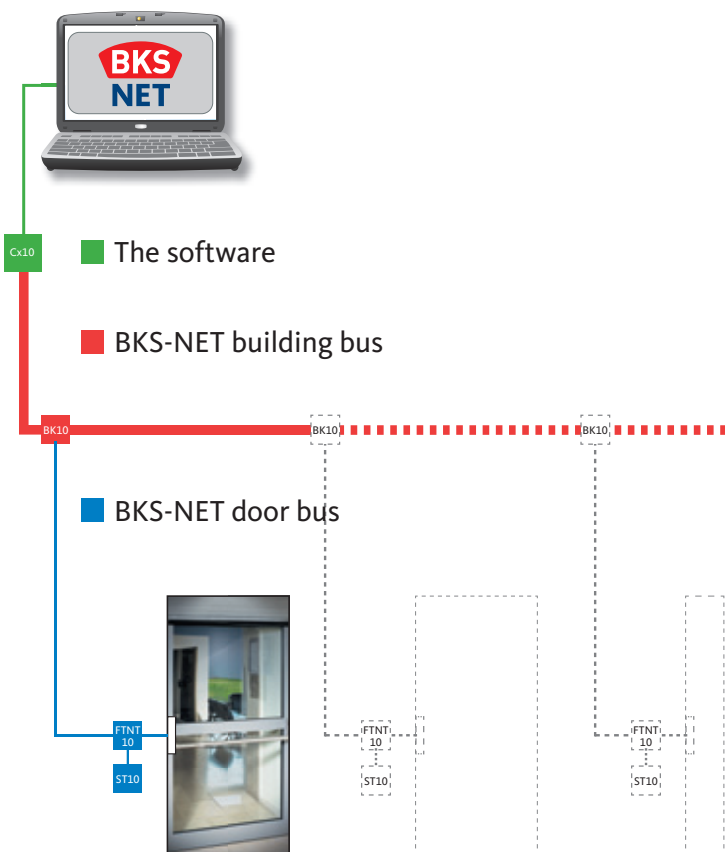 BKS
NET
Cx10
The software
BKS-NET building bus
BK10
BK10
BK10
BKS-NET door bus
FTNT
10
ST10
FTNT
10
ST10
FTNT
10
ST10